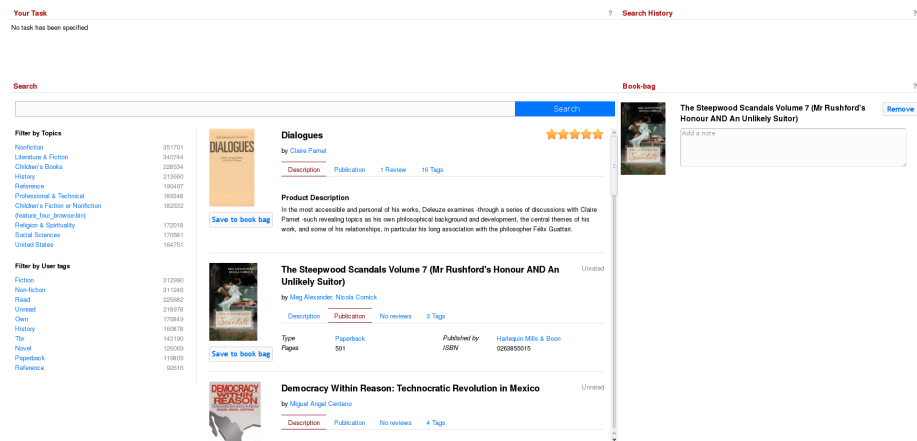 Your Task
?
Search History
?
No task has been specified
Search
?
Book-bag
?
Search
The Steepwood Scandals Volume 7 (Mr Rushford's
Honour AND An Unlikely Suitor)
Remove
Add a note
Filter by Topics
Nonfiction 351701
Literature & Fiction 340744
Children's Books 228534
History 213590
Reference 190497
Professional & Technical 189348
Children's Fiction or Nonfiction 182532
(feature_four_browse-bin)
Religion & Spirituality 172018
Social Sciences 170581
United States 164751
Filter by User tags
Fiction 312990
Non-fiction 311246
Read 225682
Unread 218978
Own 176849
History 160878
Tbr 143190
Novel 126069
Paperback 119809
Reference 92616
DIALOGUES
Save to book bag
Dialogues
by Claire Parnet
Description Publication 1 Review 16 Tags
Product Description
In the most accessible and personal of his works, Deleuze examines -through a series of discussions with Claire
Parnet -such revealing topics as his own philosophical background and development, the central themes of his
work, and some of his relationships, in particular his long association with the philosopher Félix Guattari.
Scandals
Save to book bag
The Steepwood Scandals Volume 7 (Mr Rushford's Honour AND An
Unlikely Suitor)
Unrated
by Meg Alexander; Nicola Cornick
Description Publication No reviews 3 Tags
Type Paperback Published by Harlequin Mills & Boon
Pages 501 ISBN 0263855015
DEMOCRACY
WITHIN
REASON
Democracy Within Reason: Technocratic Revolution in Mexico
Unrated
by Miguel Angel Centeno
Description Publication No reviews 4 Tags